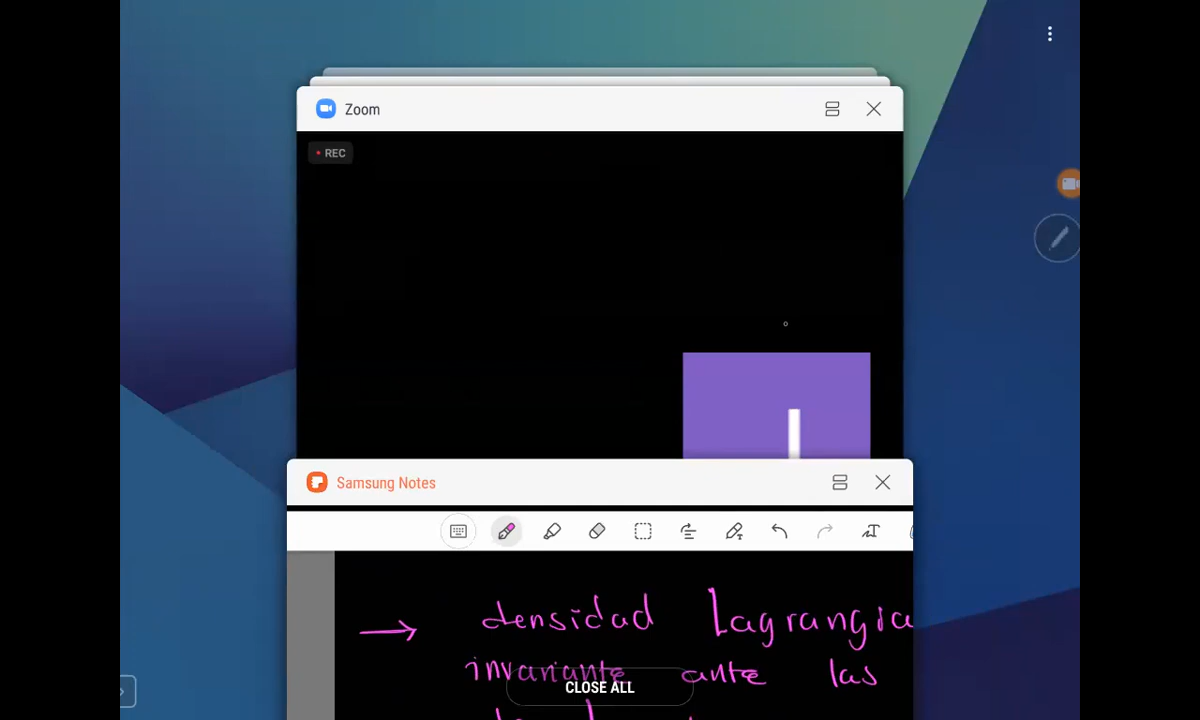 Zoom
REC
Samsung Notes
→ densidad Lagrangia
invariante ante las
CLOSE ALL